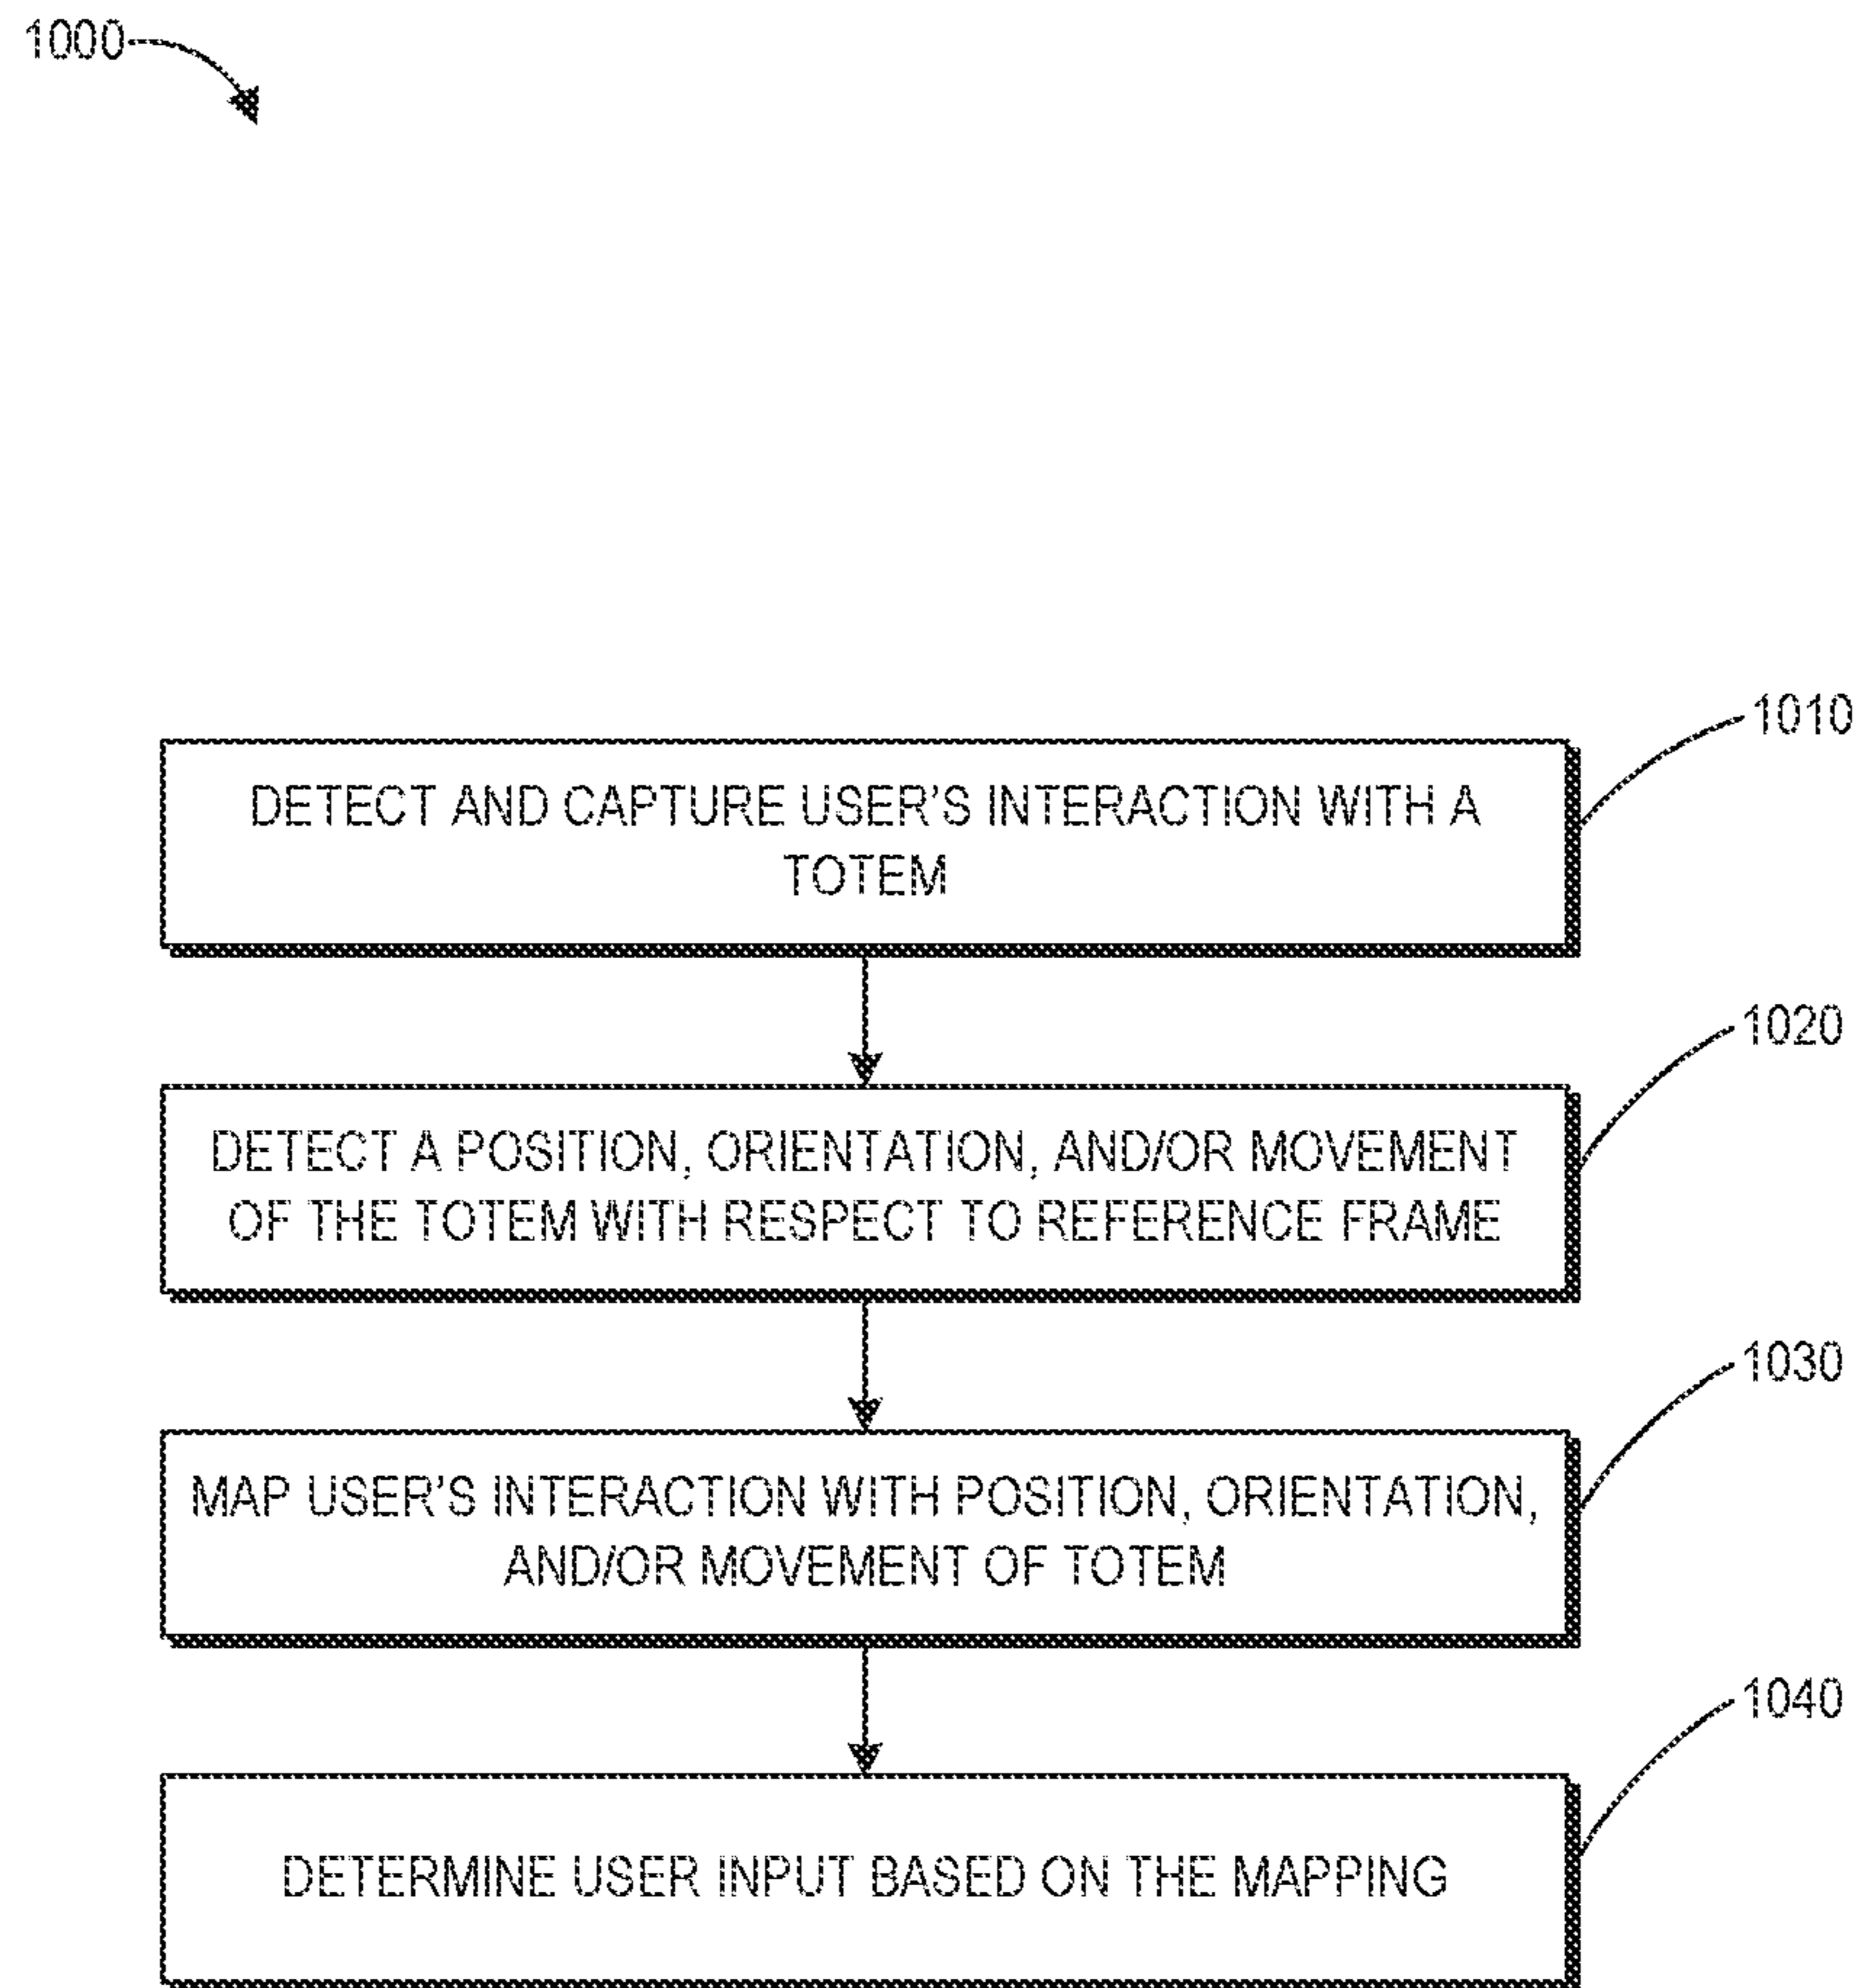 1000
1010
DETECT AND CAPTURE USER'S INTERACTION WITH A
TOTEM
1020
DETECT A POSITION, ORIENTATION, AND/OR MOVEMENT
OF THE TOTEM WITH RESPECT TO REFERENCE FRAME
1030
MAP USER'S INTERACTION WITH POSITION, ORIENTATION,
AND/OR MOVEMENT OF TOTEM
1040
DETERMINE USER INPUT BASED ON THE MAPPING